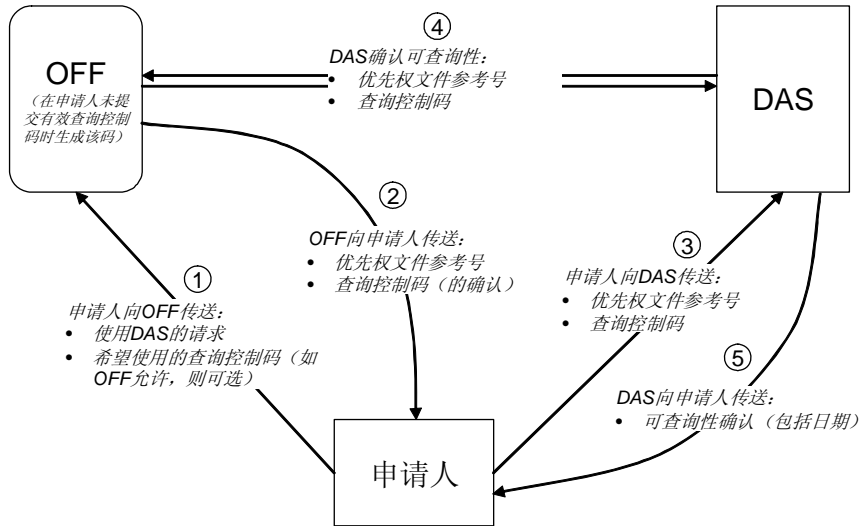 ④
DAS确认可查询性：
• 优先权文件参考号
• 查询控制码
OFF
（在申请人未提
交有效查询控制
码时生成该码）
DAS
②
OFF向申请人传送：
• 优先权文件参考号
• 查询控制码（的确认）
③
申请人向DAS传送：
• 优先权文件参考号
• 查询控制码
①
申请人向OFF传送：
• 使用DAS的请求
• 希望使用的查询控制码（如
OFF允许，则可选）
⑤
DAS向申请人传送：
• 可查询性确认（包括日期）
申请人